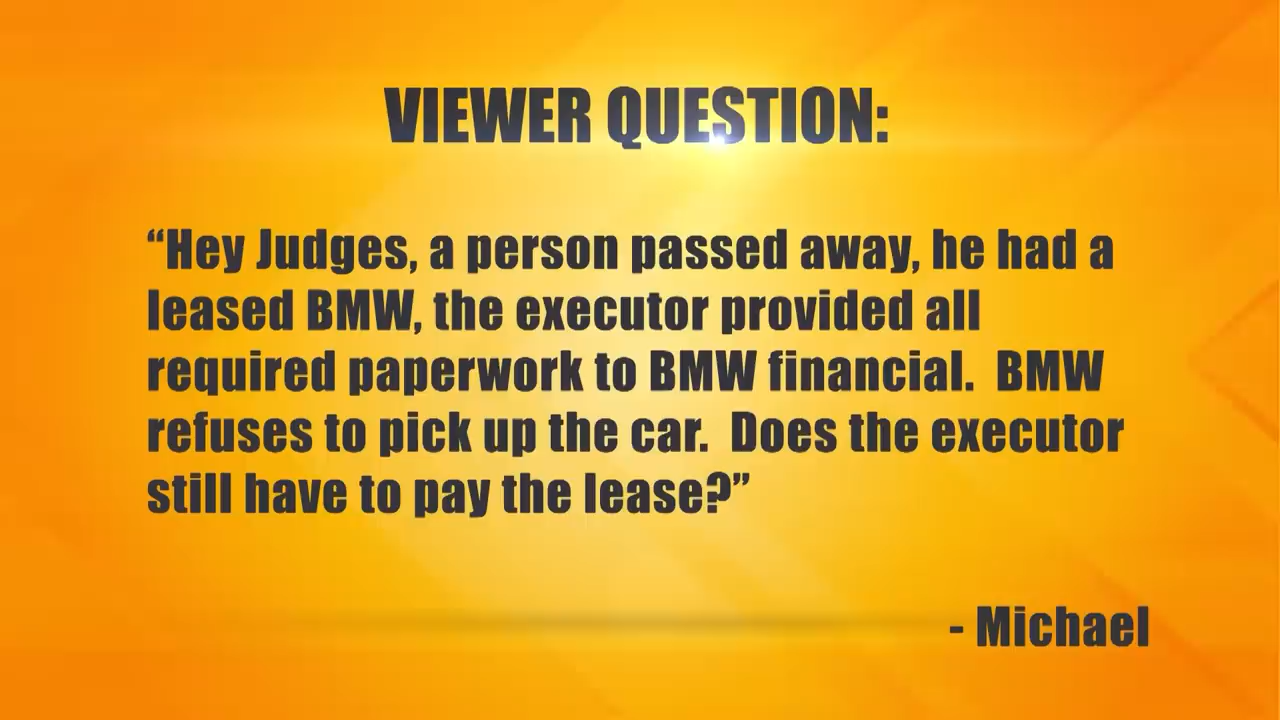 VIEWER QUESTION:
“Hey Judges, a person passed away, he had a
leased BMW, the executor provided all
required paperwork to BMW financial.  BMW
refuses to pick up the car.  Does the executor
still have to pay the lease?”
- Michael